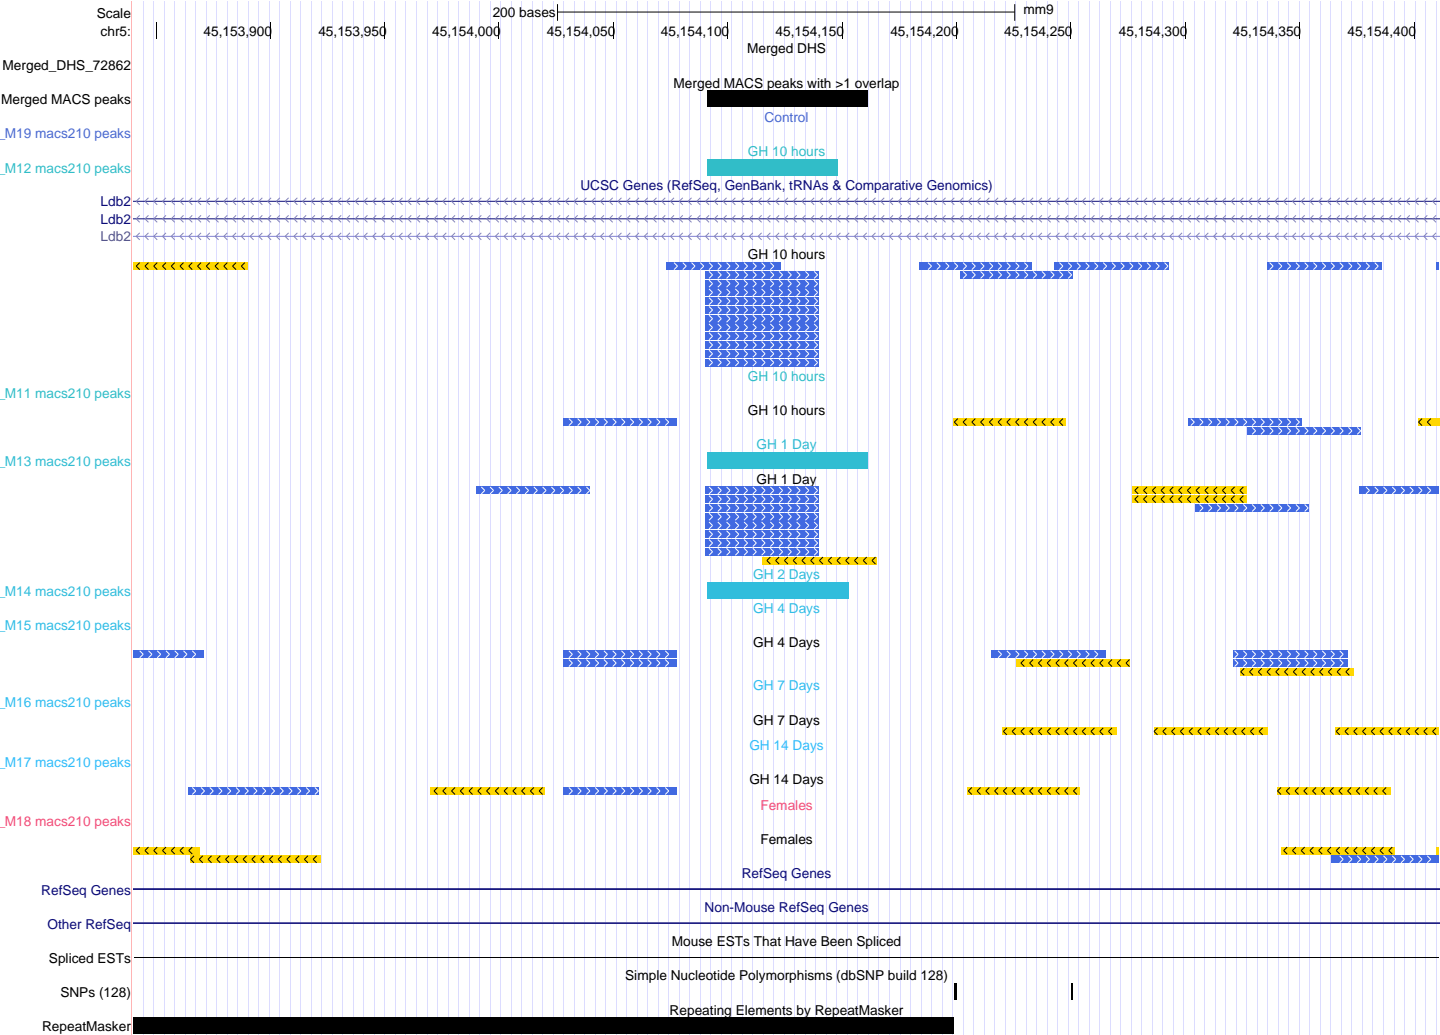 Scale 200 bases mm9
chr5: 45,153,900 45,153,950 45,154,000 45,154,050 45,154,100 45,154,150 45,154,200 45,154,250 45,154,300 45,154,350 45,154,400
Merged DHS
Merged_DHS_72862
Merged MACS peaks with >1 overlap
Merged MACS peaks
Control
_M19 macs210 peaks
GH 10 hours
_M12 macs210 peaks
UCSC Genes (RefSeq, GenBank, tRNAs & Comparative Genomics)
Ldb2
Ldb2
Ldb2
GH 10 hours
GH 10 hours
_M11 macs210 peaks
GH 10 hours
GH 1 Day
_M13 macs210 peaks
GH 1 Day
GH 2 Days
_M14 macs210 peaks
GH 4 Days
_M15 macs210 peaks
GH 4 Days
GH 7 Days
_M16 macs210 peaks
GH 7 Days
GH 14 Days
_M17 macs210 peaks
GH 14 Days
Females
_M18 macs210 peaks
Females
RefSeq Genes
RefSeq Genes
Non-Mouse RefSeq Genes
Other RefSeq
Mouse ESTs That Have Been Spliced
Spliced ESTs
Simple Nucleotide Polymorphisms (dbSNP build 128)
SNPs (128)
Repeating Elements by RepeatMasker
RepeatMasker